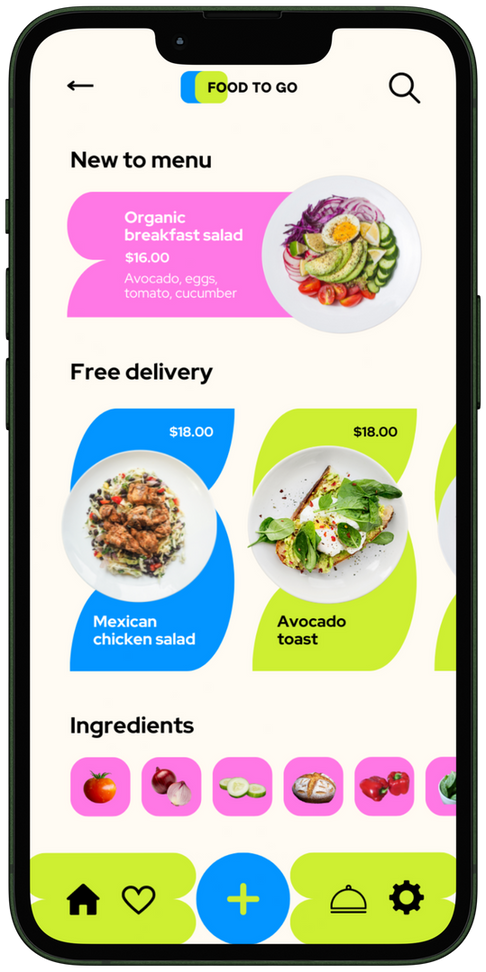 FOOD TO GO
New to menu
Organic
breakfast salad
$16.00
Avocado, eggs,
tomato, cucumber
Free delivery
$18.00
$18.00
Mexican
chicken salad
Avocado
toast
Ingredients